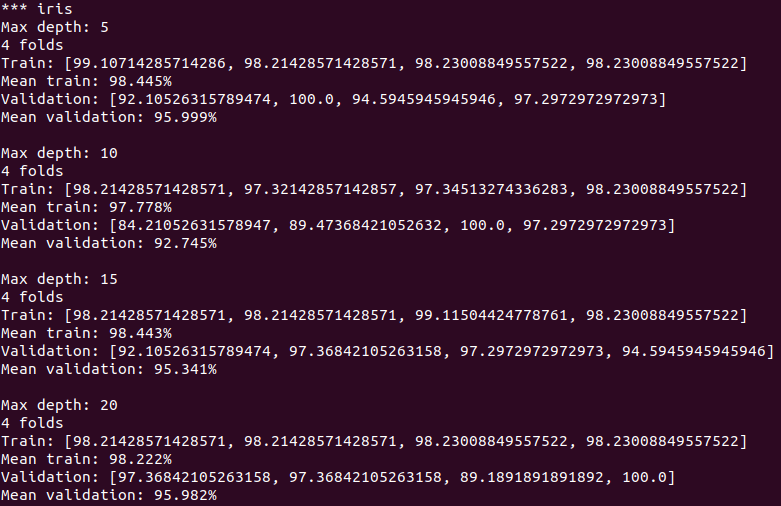 *** iris
Max depth: 5
4 folds
Train: [99.10714285714286, 98.21428571428571, 98.23008849557522, 98.23008849557522]
Mean train: 98.445%
Validation: [92.10526315789474, 100.0, 94.5945945945946, 97.2972972972973]
Mean validation: 95.999%

Max depth: 10
4 folds
Train: [98.21428571428571, 97.32142857142857, 97.34513274336283, 98.23008849557522]
Mean train: 97.778%
Validation: [84.21052631578947, 89.47368421052632, 100.0, 97.2972972972973]
Mean validation: 92.745%

Max depth: 15
4 folds
Train: [98.21428571428571, 98.21428571428571, 99.11504424778761, 98.23008849557522]
Mean train: 98.443%
Validation: [92.10526315789474, 97.36842105263158, 97.2972972972973, 94.5945945945946]
Mean validation: 95.341%

Max depth: 20
4 folds
Train: [98.21428571428571, 98.21428571428571, 98.23008849557522, 98.23008849557522]
Mean train: 98.222%
Validation: [97.36842105263158, 97.36842105263158, 89.1891891891892, 100.0]
Mean validation: 95.982%